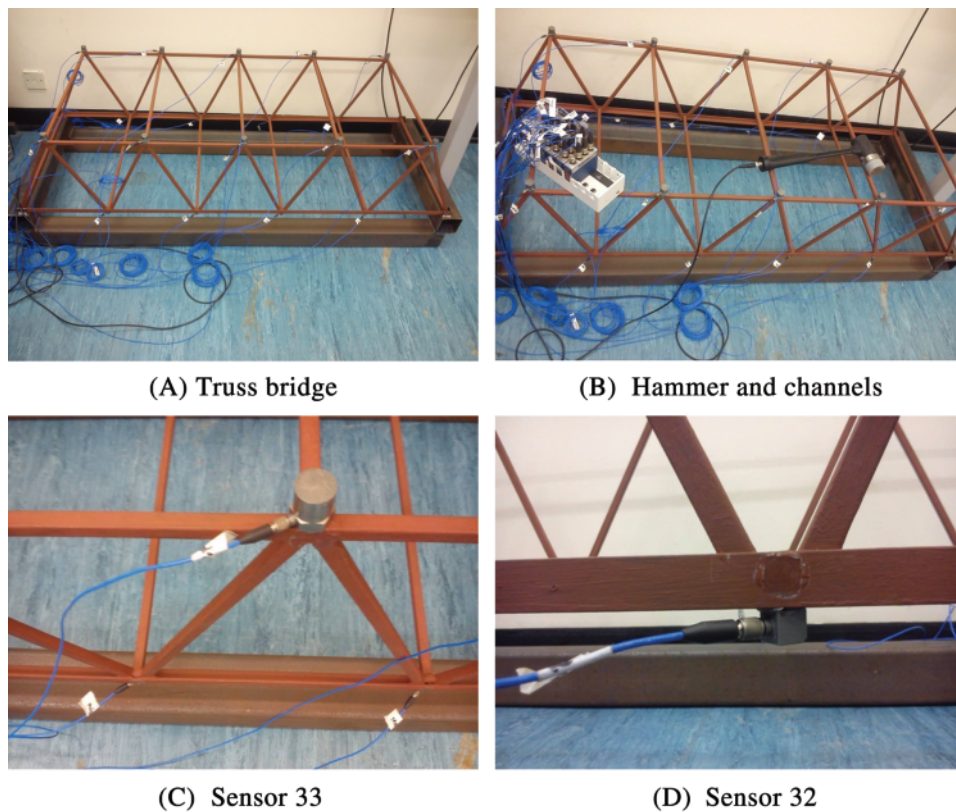 (A) Truss bridge
(B) Hammer and channels
(C) Sensor 33
(D) Sensor 32